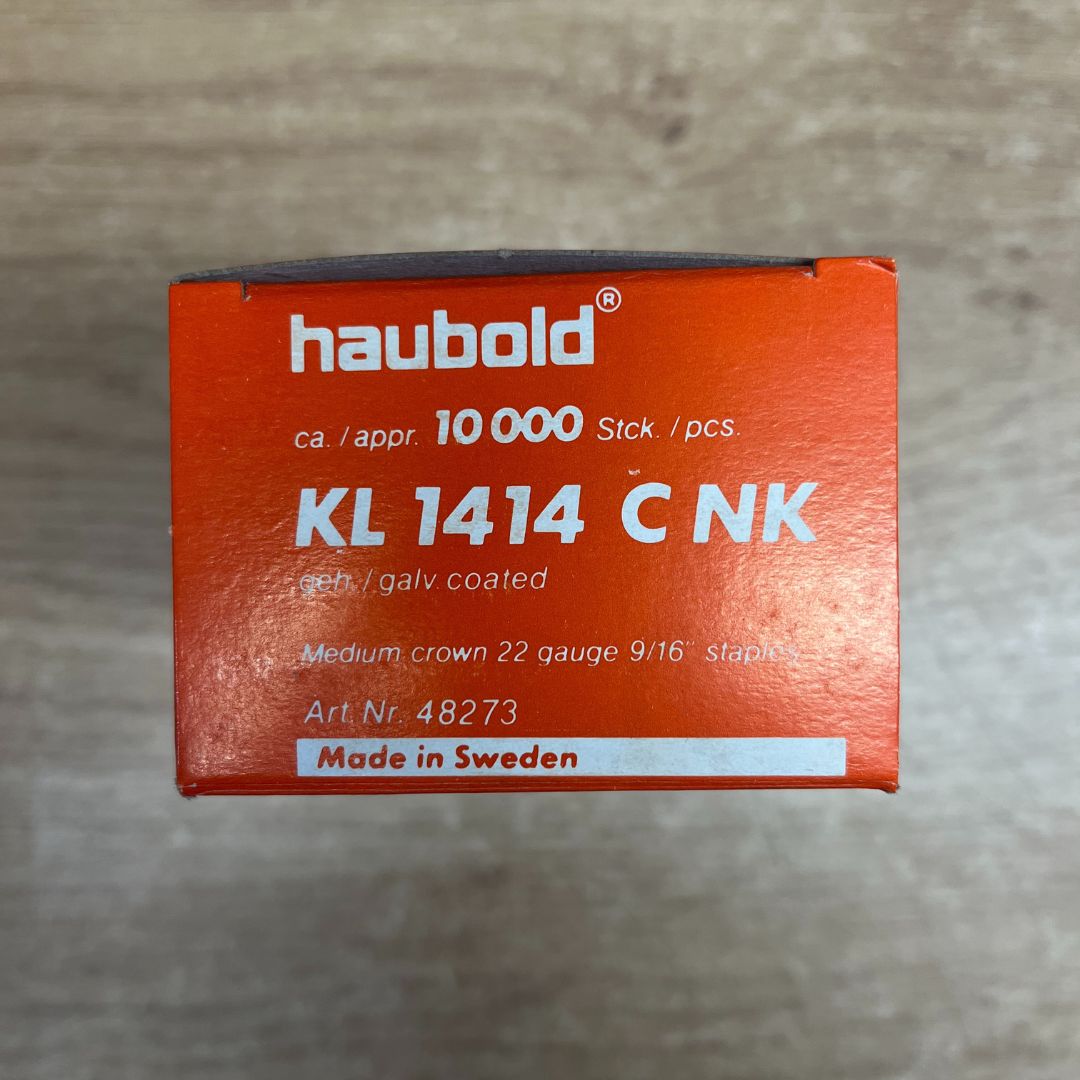 haubold®
ca. / appr. 10 000 Stck. / pcs.
KL 1414 C NK
geh. / galv. coated
Medium crown 22 gauge 9/16" staples
Art. Nr. 48273
Made in Sweden